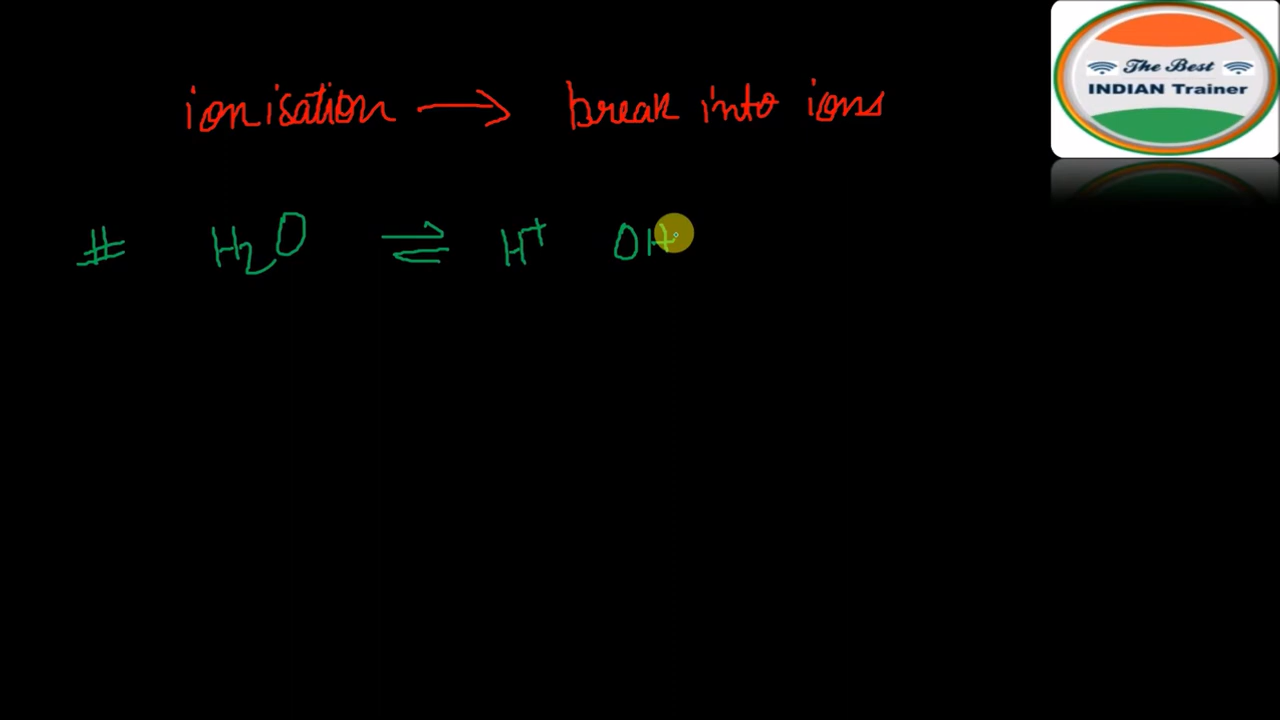 ionisation → break into ions
# H₂O ⇌ H⁺ OH
The Best
INDIAN Trainer